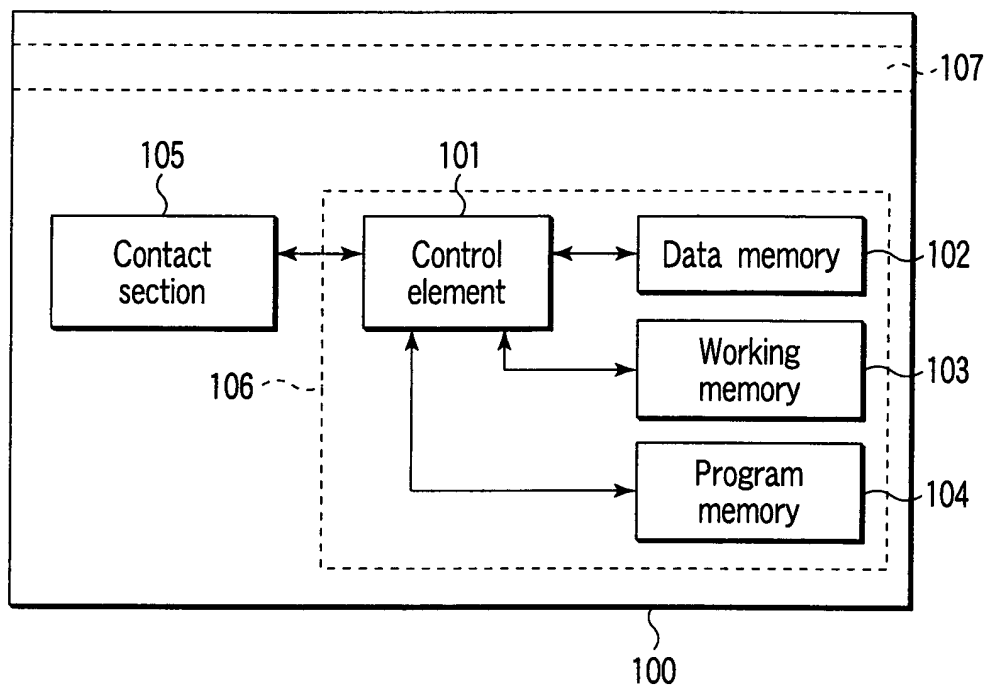 107
105
101
Contact
section
Control
element
Data memory
102
Working
memory
103
106
Program
memory
104
100